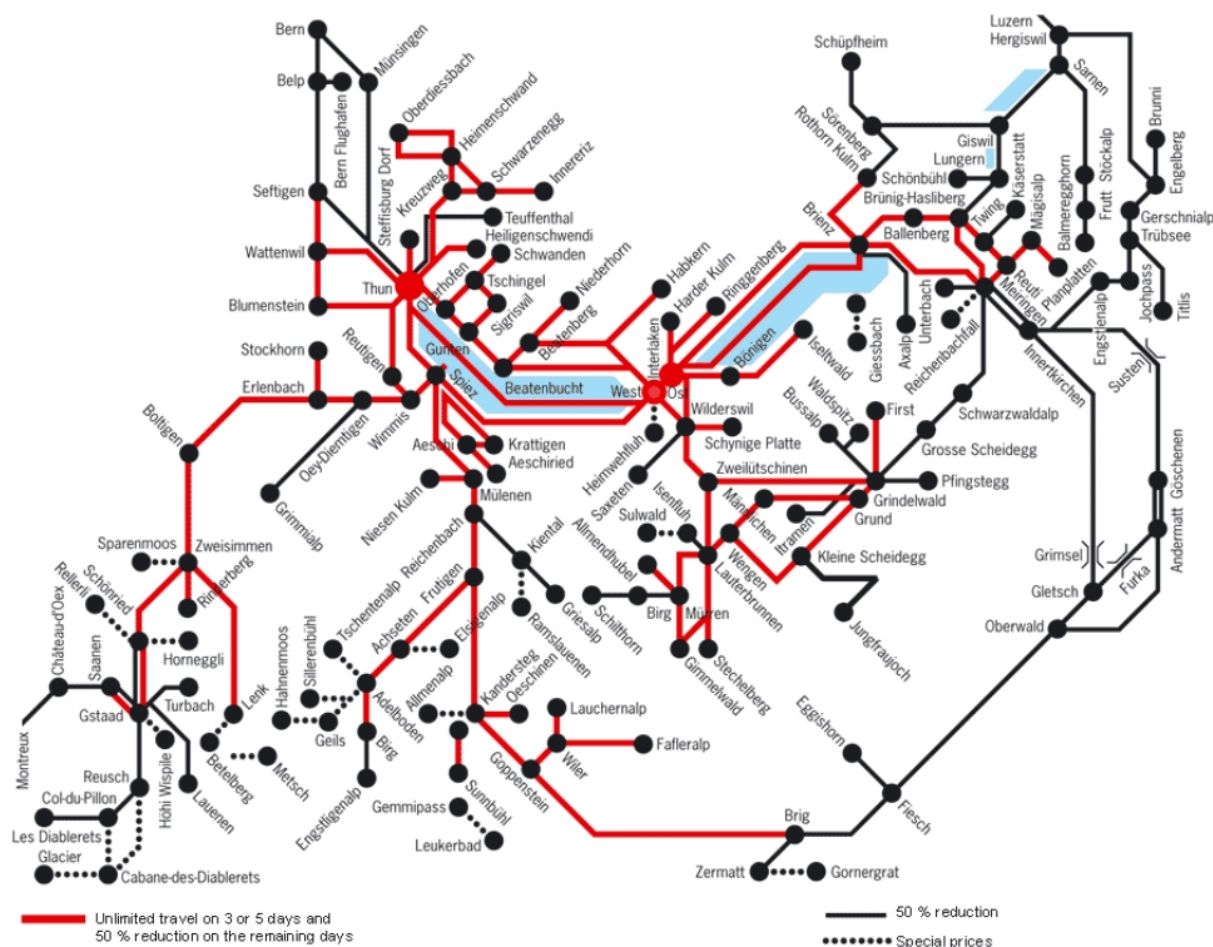 Bern
Münsingen
Belp
Bern Flughafen
Oberdiessbach
Heimenschwand
Schwarzenegg
Innereriz
Kreuzweg
Steffisburg Dorf
Seftigen
Teuffenthal
Heiligenschwendi
Schwanden
Wattenwil
Thun
Oberhofen
Tschingel
Sigriswil
Niederhorn
Blumenstein
Gunten
Beatenberg
Habkern
Harder Kulm
Ringgenberg
Stockhorn
Reutigen
Spiez
Beatenbucht
Interlaken
West
Ost
Bönigen
Iseltwald
Erlenbach
Wimmis
Oey-Diemtigen
Grimmialp
Boltigen
Aeschi
Krattigen
Aeschiried
Mülenen
Niesen Kulm
Heimwehfluh
Saxeten
Wilderswil
Schynige Platte
Zweilütschinen
Luzern
Hergiswil
Sarnen
Schüpfheim
Sörenberg
Rothorn Kulm
Giswil
Lungern
Schönbühl
Brünig-Hasliberg
Käserstatt
Twing
Mägisalp
Balmeregghorn
Frutt
Stöckalp
Brunni
Engelberg
Gerschnialp
Trübsee
Brienz
Ballenberg
Reuti
Meiringen
Planplatten
Engstlenalp
Jochpass
Titlis
Giessbach
Axalp
Unterbach
Reichenbachfall
Innertkirchen
Susten
Schwarzwaldalp
Grosse Scheidegg
Bussalp
Waldspitz
First
Pfingstegg
Grindelwald
Grund
Itramen
Männlichen
Kleine Scheidegg
Jungfraujoch
Wengen
Lauterbrunnen
Isenfluh
Sulwald
Allmendhubel
Birg
Mürren
Schilthorn
Gimmelwald
Stechelberg
Göschenen
Andermatt
Grimsel
Furka
Gletsch
Oberwald
Sparenmoos
Zweisimmen
Rinderberg
Rellerli
Schönried
Horneggli
Château-d'Oex
Saanen
Turbach
Gstaad
Lenk
Montreux
Reusch
Höhi Wispile
Betelberg
Metsch
Lauenen
Col-du-Pillon
Les Diablerets
Glacier
Cabane-des-Diablerets
Reichenbach
Kiental
Griesalp
Ramslauenen
Frutigen
Achseten
Elsigenalp
Tschentenalp
Sillerenbühl
Hahnenmoos
Geils
Adelboden
Birg
Engstligenalp
Allmenalp
Kandersteg
Oeschinen
Sunnbühl
Gemmipass
Leukerbad
Goppenstein
Lauchernalp
Wiler
Fafleralp
Eggishorn
Fiesch
Brig
Zermatt
Gornergrat
Unlimited travel on 3 or 5 days and
50 % reduction on the remaining days
50 % reduction
Special prices